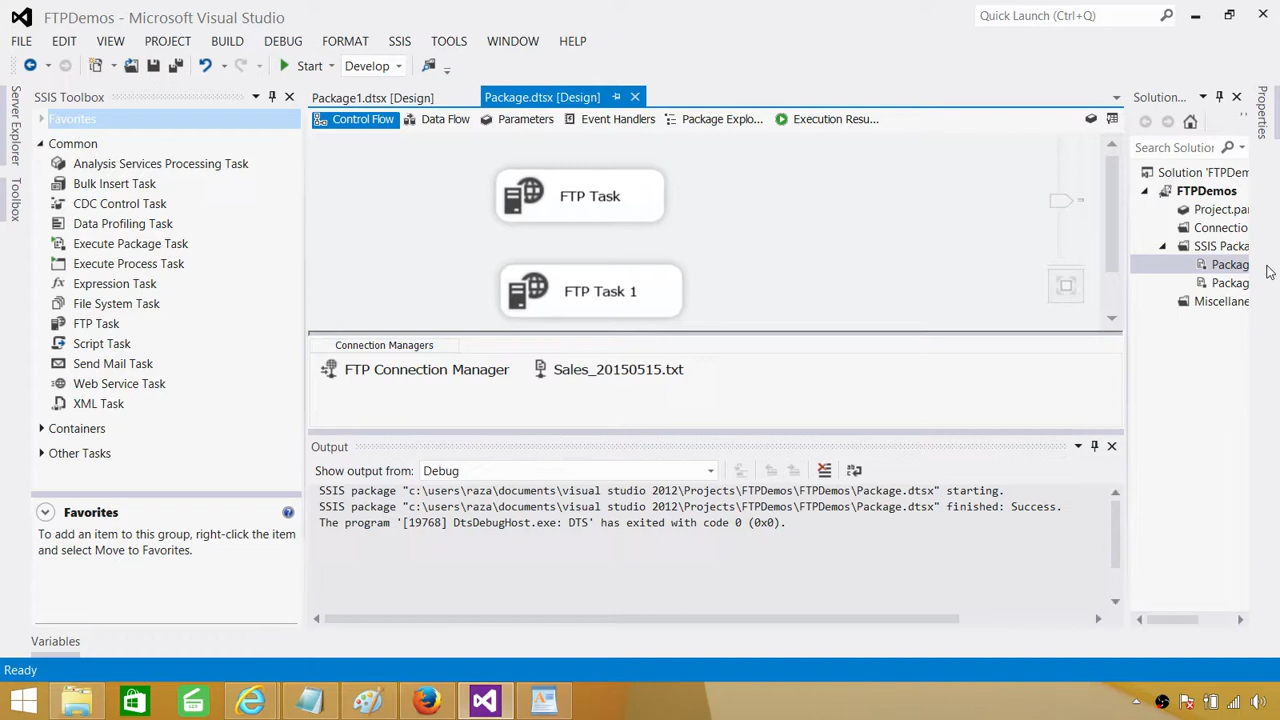 FTPDemos - Microsoft Visual Studio
Quick Launch (Ctrl+Q)
FILE EDIT VIEW PROJECT BUILD DEBUG FORMAT SSIS TOOLS WINDOW HELP
Start Develop
Server Explorer
Toolbox
SSIS Toolbox
Favorites
Common
Analysis Services Processing Task
Bulk Insert Task
CDC Control Task
Data Profiling Task
Execute Package Task
Execute Process Task
Expression Task
File System Task
FTP Task
Script Task
Send Mail Task
Web Service Task
XML Task
Containers
Other Tasks
Favorites
To add an item to this group, right-click the item
and select Move to Favorites.
Variables
Package1.dtsx [Design] Package.dtsx [Design]
Control Flow Data Flow Parameters Event Handlers Package Explo... Execution Resu...
FTP Task
FTP Task 1
Connection Managers
FTP Connection Manager Sales_20150515.txt
Output
Show output from: Debug
SSIS package "c:\users\raza\documents\visual studio 2012\Projects\FTPDemos\FTPDemos\Package.dtsx" starting.
SSIS package "c:\users\raza\documents\visual studio 2012\Projects\FTPDemos\FTPDemos\Package.dtsx" finished: Success.
The program '[19768] DtsDebugHost.exe: DTS' has exited with code 0 (0x0).
Solution...
Search Solution
Solution 'FTPDem
FTPDemos
Project.par
Connectio
SSIS Packa
Packag
Packag
Miscellane
Properties
Ready